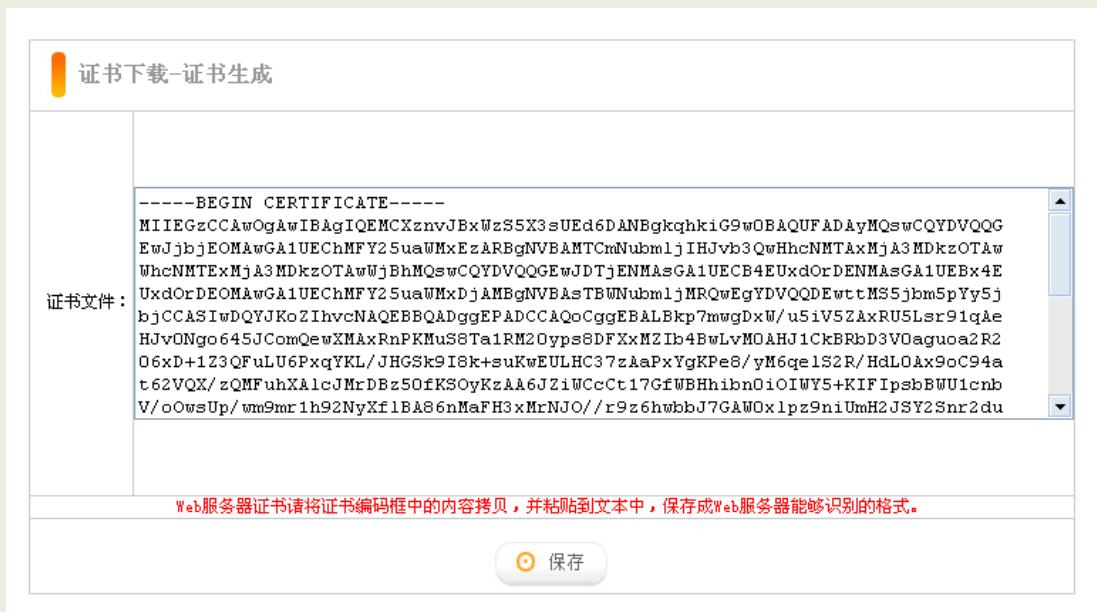 证书下载-证书生成
证书文件：
-----BEGIN CERTIFICATE-----
MIIEGzCCAwOgAwIBAgIQEMCXznvJBxWzS5X3sUEd6DANBgkqhkiG9w0BAQUFADAyMQswCQYDVQQG
EwJjbjEOMAwGA1UEChMFY25uaWMxEzARBgNVBAMTCmNubmljIHJvb3QwHhcNMTAxMjA3MDkzOTAw
WhcNMTExMjA3MDkzOTAwWjBhMQswCQYDVQQGEwJDTjENMAsGA1UECB4EUxdOrDENMAsGA1UEBx4E
UxdOrDEOMAwGA1UEChMFY25uaWMxDjAMBgNVBAsTBWNubmljMRQwEgYDVQQDEwttMS5jbm5pYy5j
bjCCASIwDQYJKoZIhvcNAQEBBQADggEPADCCAQoCggEBALBkp7mwgDxW/u5iV5ZAxRU5Lsr91qAe
HJvONgo645JComQewXMAxRnPKMuS8Ta1RM2Oyps8DFXxMZIb4BwLvMOAHJ1CkBRbD3VOaguoa2R2
O6xD+1Z3QFuLU6PxqYKL/JHGSk9I8k+suKwEULHC37zAaPxYgKPe8/yM6qelS2R/HdLOAx9oC94a
t62VQX/zQMFuhXAlcJMrDBz5OfKSOyKzAA6JZiWCcCt17GfWBHhibnOiOIWY5+KIFIpsbBWU1cnb
V/oOwsUp/wm9mr1h92NyXflBA86nMaFH3xMrNJO//r9z6hwbbJ7GAWOxlpz9niUmH2JSY2Snr2du
Web服务器证书请将证书编码框中的内容拷贝，并粘贴到文本中，保存成Web服务器能够识别的格式。
保存